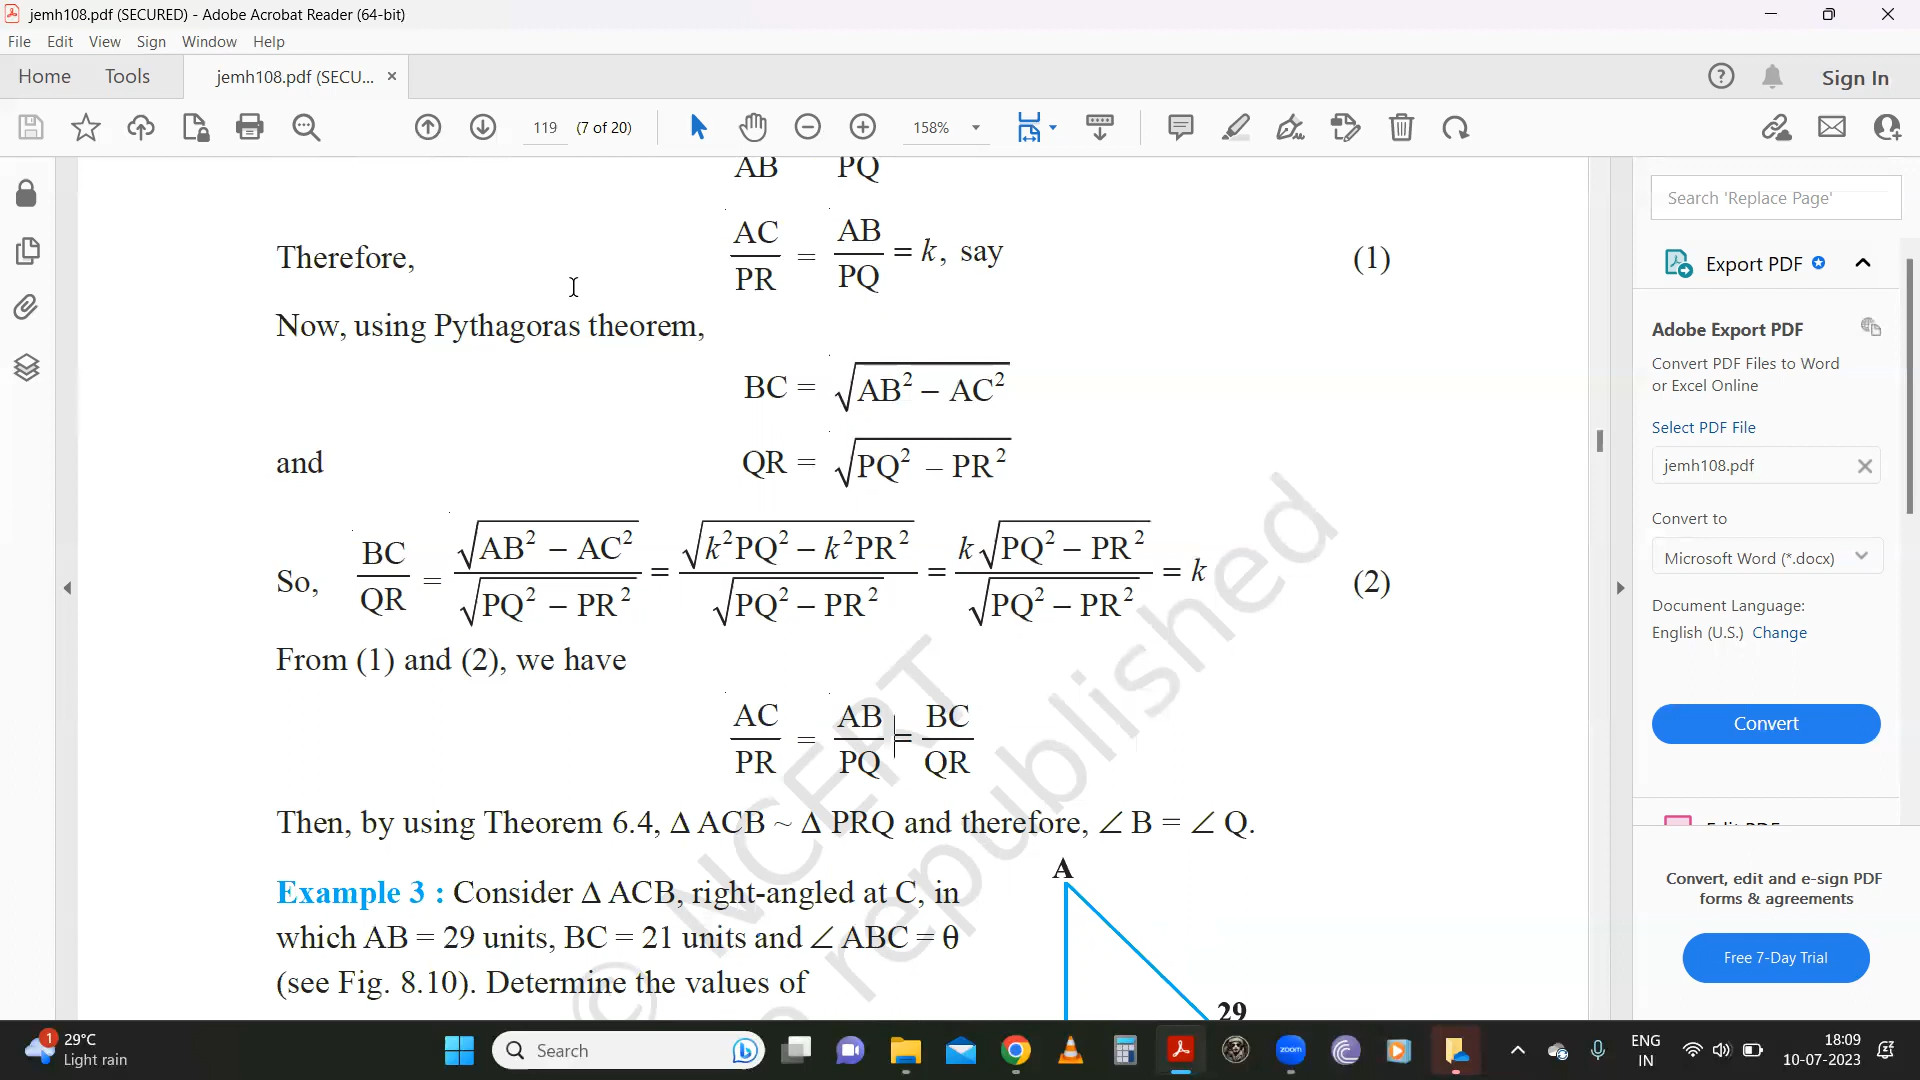 jemh108.pdf (SECURED) - Adobe Acrobat Reader (64-bit)
File Edit View Sign Window Help
Home Tools jemh108.pdf (SECU... × Sign In
119 (7 of 20) 158%
AB PQ
Therefore, AC/PR = AB/PQ = k, say (1)
Now, using Pythagoras theorem,
BC = √(AB² – AC²)
and QR = √(PQ² – PR²)
So, BC/QR = √(AB² – AC²)/√(PQ² – PR²) = √(k²PQ² – k²PR²)/√(PQ² – PR²) = k√(PQ² – PR²)/√(PQ² – PR²) = k (2)
From (1) and (2), we have
AC/PR = AB/PQ = BC/QR
Then, by using Theorem 6.4, Δ ACB ~ Δ PRQ and therefore, ∠ B = ∠ Q.
Example 3 : Consider Δ ACB, right-angled at C, in
which AB = 29 units, BC = 21 units and ∠ ABC = θ
(see Fig. 8.10). Determine the values of
A
29
© NCERT
republished
Search 'Replace Page'
Export PDF
Adobe Export PDF
Convert PDF Files to Word
or Excel Online
Select PDF File
jemh108.pdf
Convert to
Microsoft Word (*.docx)
Document Language:
English (U.S.) Change
Convert
Convert, edit and e-sign PDF
forms & agreements
Free 7-Day Trial
1
29°C
Light rain
Search
zoom
ENG
IN
18:09
10-07-2023